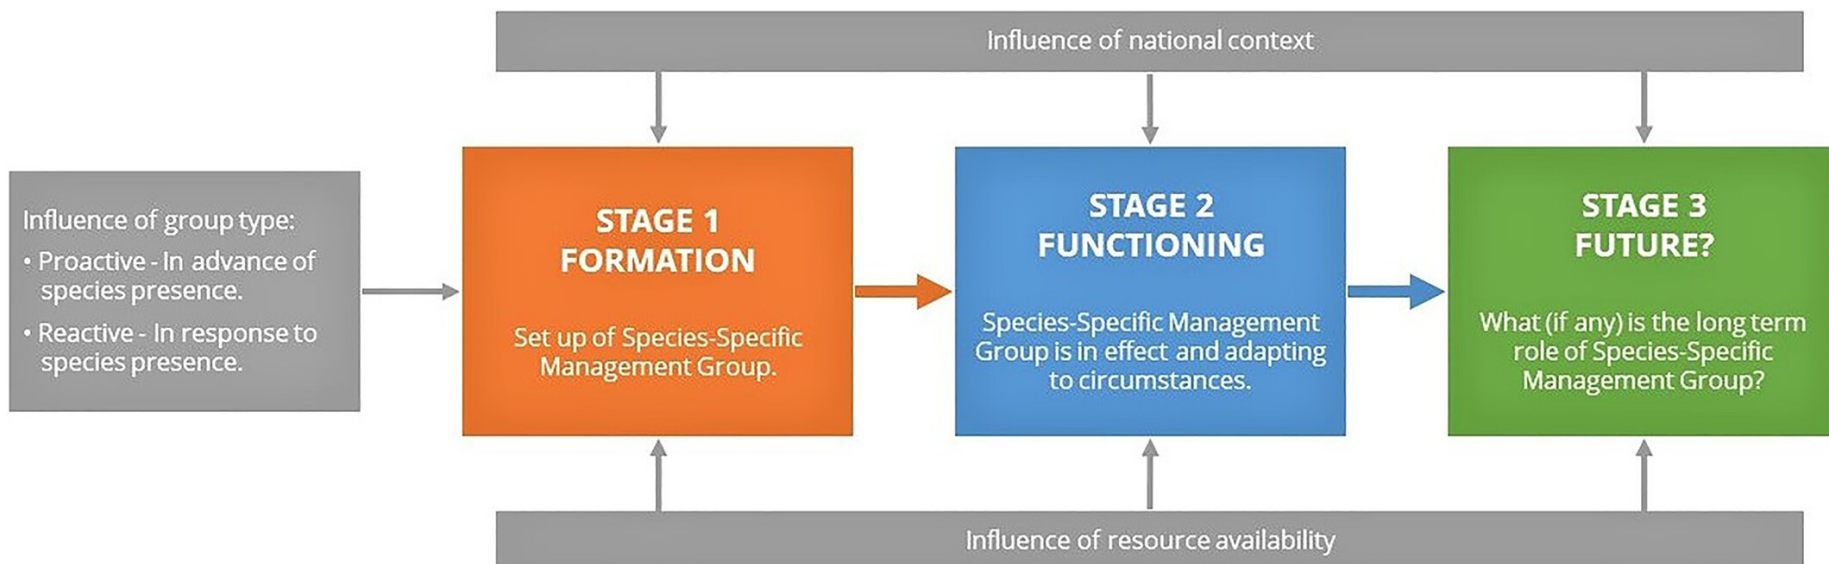 Influence of national context
Influence of group type:
• Proactive - In advance of
species presence.
• Reactive - In response to
species presence.
STAGE 1
FORMATION
Set up of Species-Specific
Management Group.
STAGE 2
FUNCTIONING
Species-Specific Management
Group is in effect and adapting
to circumstances.
STAGE 3
FUTURE?
What (if any) is the long term
role of Species-Specific
Management Group?
Influence of resource availability